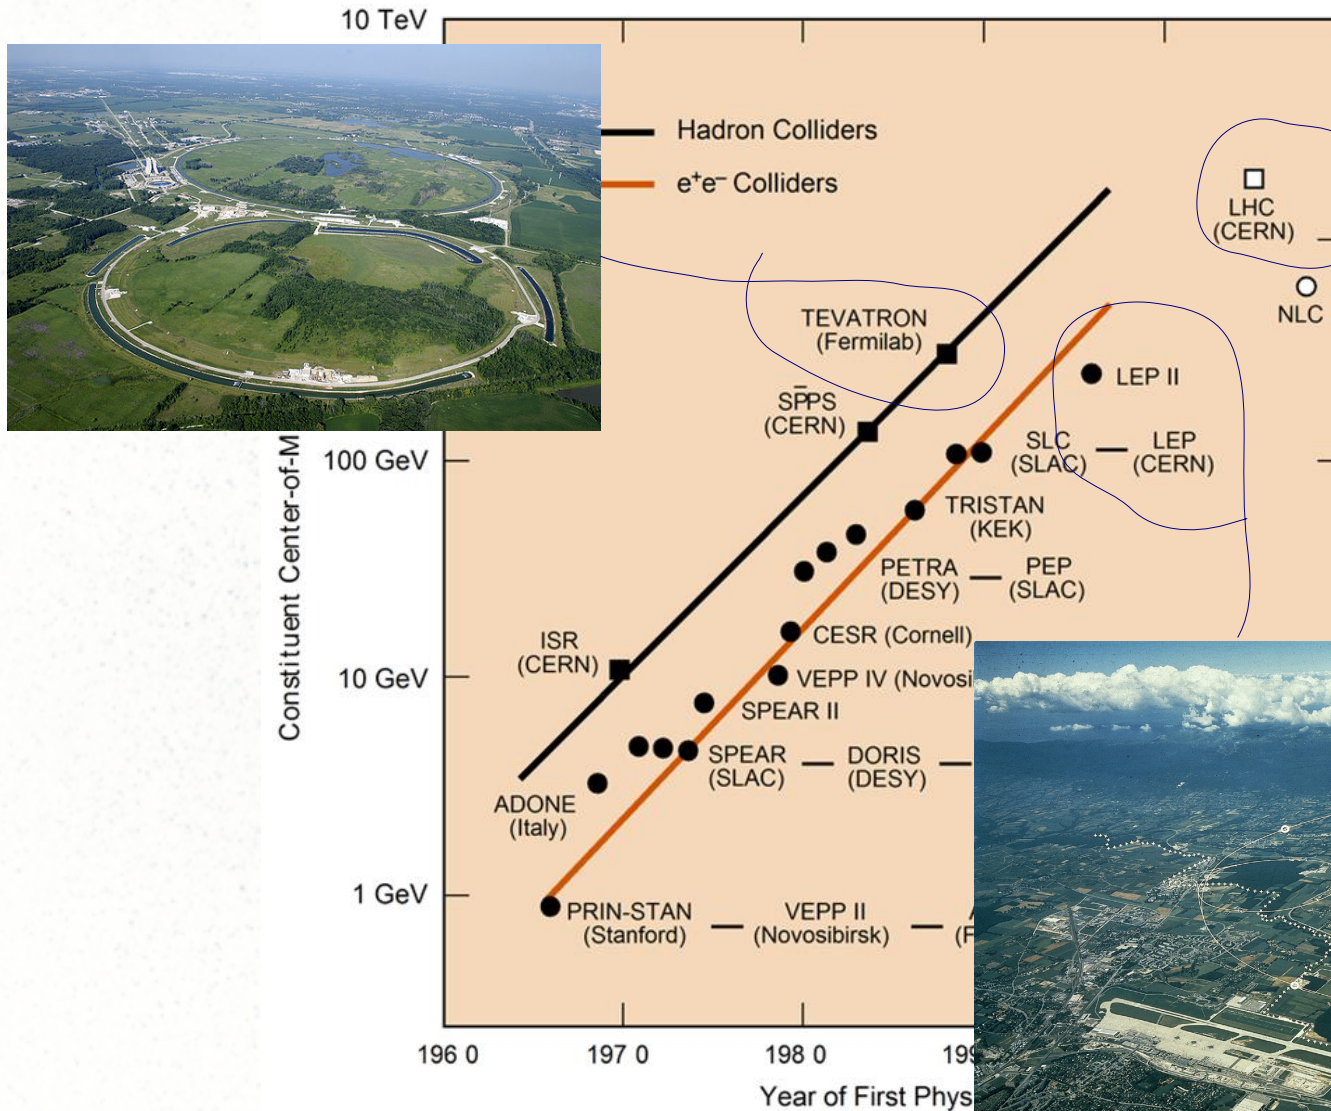 10 TeV
Hadron Colliders
e⁺e⁻ Colliders
LHC
(CERN)
NLC
TEVATRON
(Fermilab)
LEP II
SP̅PS
(CERN)
SLC — LEP
(SLAC) (CERN)
100 GeV
TRISTAN
(KEK)
PETRA — PEP
(DESY) (SLAC)
ISR
(CERN)
CESR (Cornell)
10 GeV
VEPP IV (Novosi
SPEAR II
SPEAR — DORIS —
(SLAC) (DESY)
ADONE
(Italy)
1 GeV
PRIN-STAN — VEPP II —
(Stanford) (Novosibirsk)
Constituent Center-of-M
196 0 197 0 198 0 199
Year of First Phys